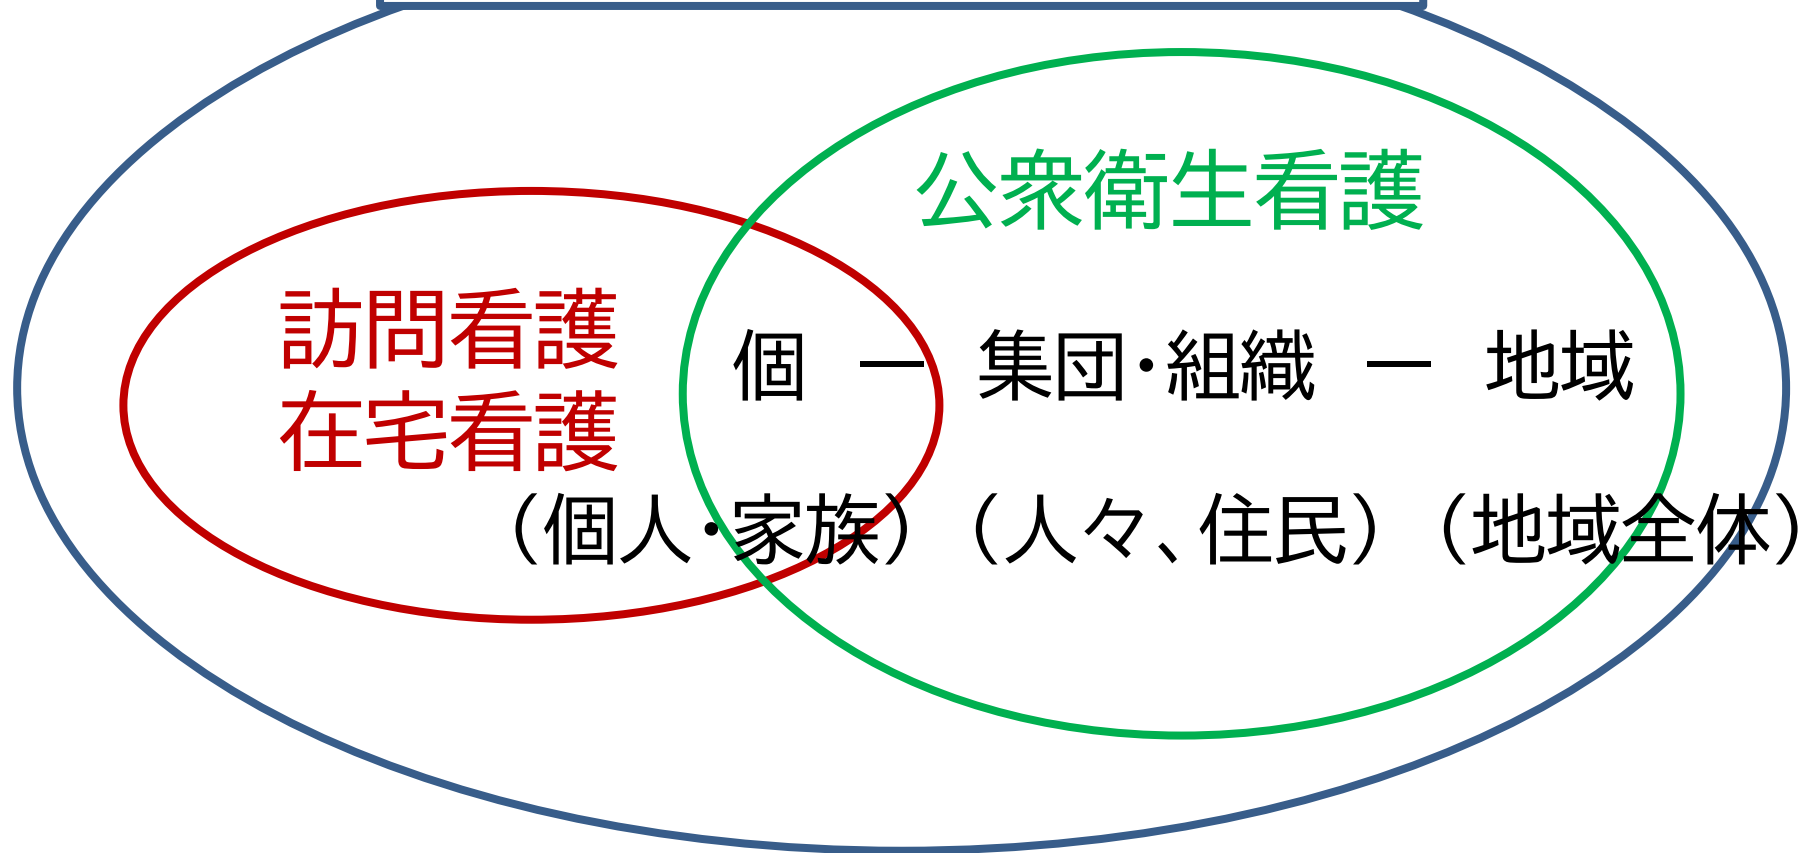 公衆衛生看護
訪問看護
在宅看護
個 ー 集団・組織 ー 地域
（個人・家族）（人々、住民）（地域全体）